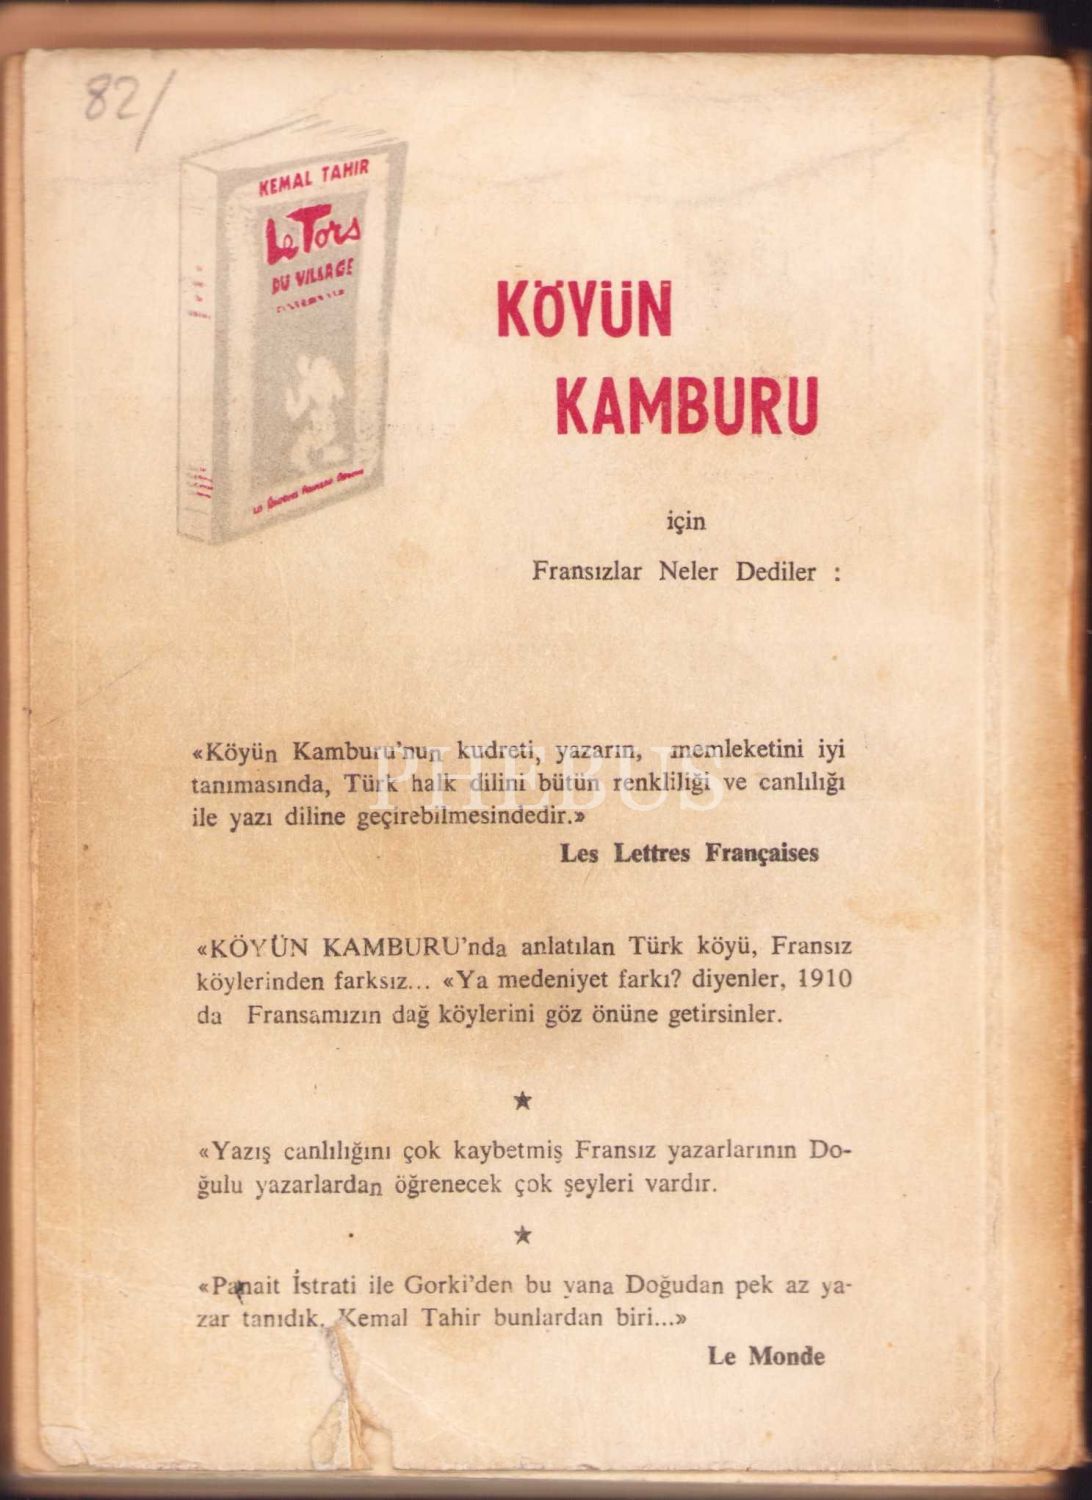 82/
KEMAL TAHIR
Le Tors
DU VILLAGE
KÖYÜN
KAMBURU
için
Fransızlar Neler Dediler :
«Köyün Kamburu'nun kudreti, yazarın, memleketini iyi
tanımasında, Türk halk dilini bütün renkliliği ve canlılığı
ile yazı diline geçirebilmesindedir.»
Les Lettres Françaises
PHEBUS
«KÖYÜN KAMBURU'nda anlatılan Türk köyü, Fransız
köylerinden farksız... «Ya medeniyet farkı? diyenler, 1910
da Fransamızın dağ köylerini göz önüne getirsinler.
★
«Yazış canlılığını çok kaybetmiş Fransız yazarlarının Do-
ğulu yazarlardan öğrenecek çok şeyleri vardır.
★
«Panait İstrati ile Gorki'den bu yana Doğudan pek az ya-
zar tanıdık. Kemal Tahir bunlardan biri...»
Le Monde